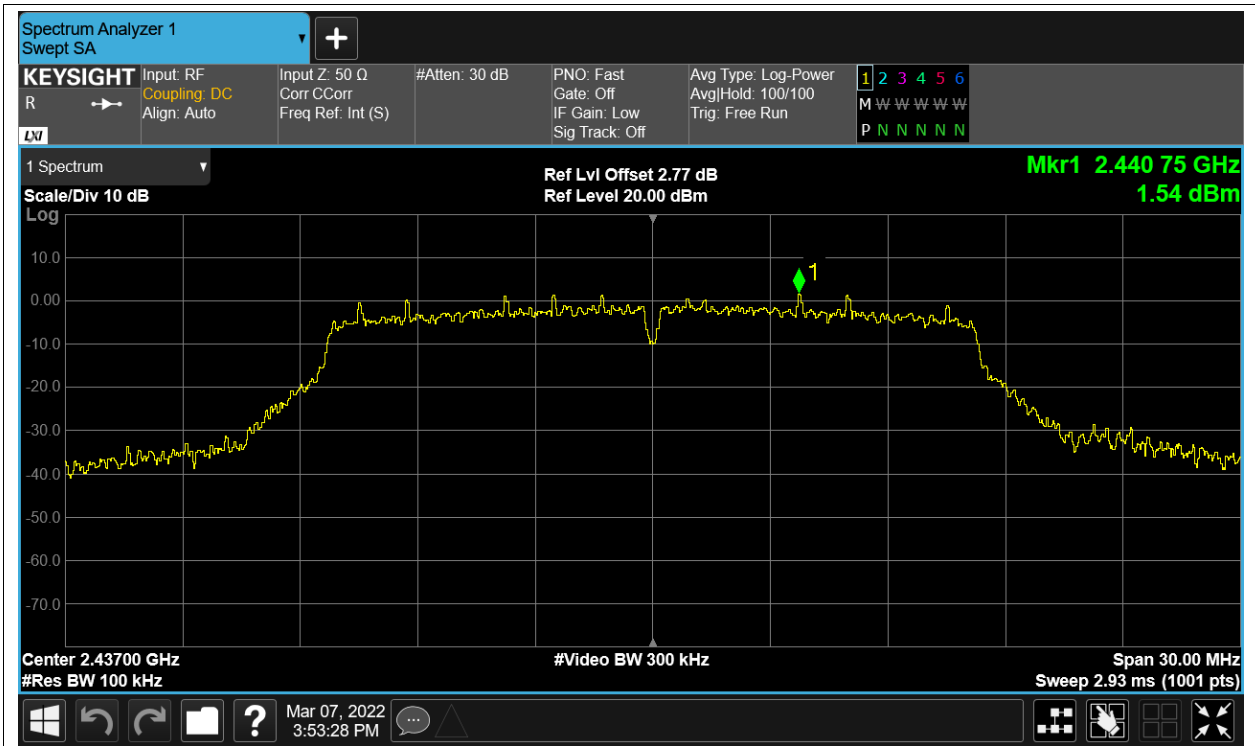 Spectrum Analyzer 1
Swept SA
KEYSIGHT
R
LXI
Input: RF
Coupling: DC
Align: Auto
Input Z: 50 Ω
Corr CCorr
Freq Ref: Int (S)
#Atten: 30 dB
PNO: Fast
Gate: Off
IF Gain: Low
Sig Track: Off
Avg Type: Log-Power
Avg|Hold: 100/100
Trig: Free Run
1 2 3 4 5 6
M W W W W W W
P N N N N N
1 Spectrum
Scale/Div 10 dB
Ref Lvl Offset 2.77 dB
Ref Level 20.00 dBm
Mkr1 2.440 75 GHz
1.54 dBm
Log
10.0
0.00
-10.0
-20.0
-30.0
-40.0
-50.0
-60.0
-70.0
1
Center 2.43700 GHz
#Res BW 100 kHz
#Video BW 300 kHz
Span 30.00 MHz
Sweep 2.93 ms (1001 pts)
?
Mar 07, 2022
3:53:28 PM